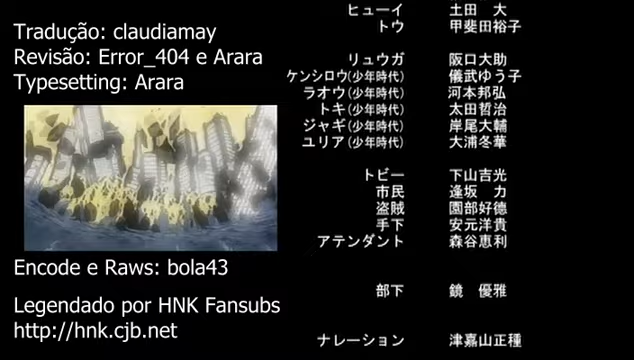 Tradução: claudiamay
Revisão: Error_404 e Arara
Typesetting: Arara
Encode e Raws: bola43
Legendado por HNK Fansubs
http://hnk.cjb.net
ヒューイ 土田　大
トウ 甲斐田裕子
リュウガ 阪口大助
ケンシロウ(少年時代) 儀武ゆう子
ラオウ(少年時代) 河本邦弘
トキ(少年時代) 太田哲治
ジャギ(少年時代) 岸尾大輔
ユリア(少年時代) 大浦冬華
トビー 下山吉光
市民 逢坂　力
盗賊 園部好德
手下 安元洋貴
アテンダント 森谷恵利
部下 鏡　優雅
ナレーション 津嘉山正種